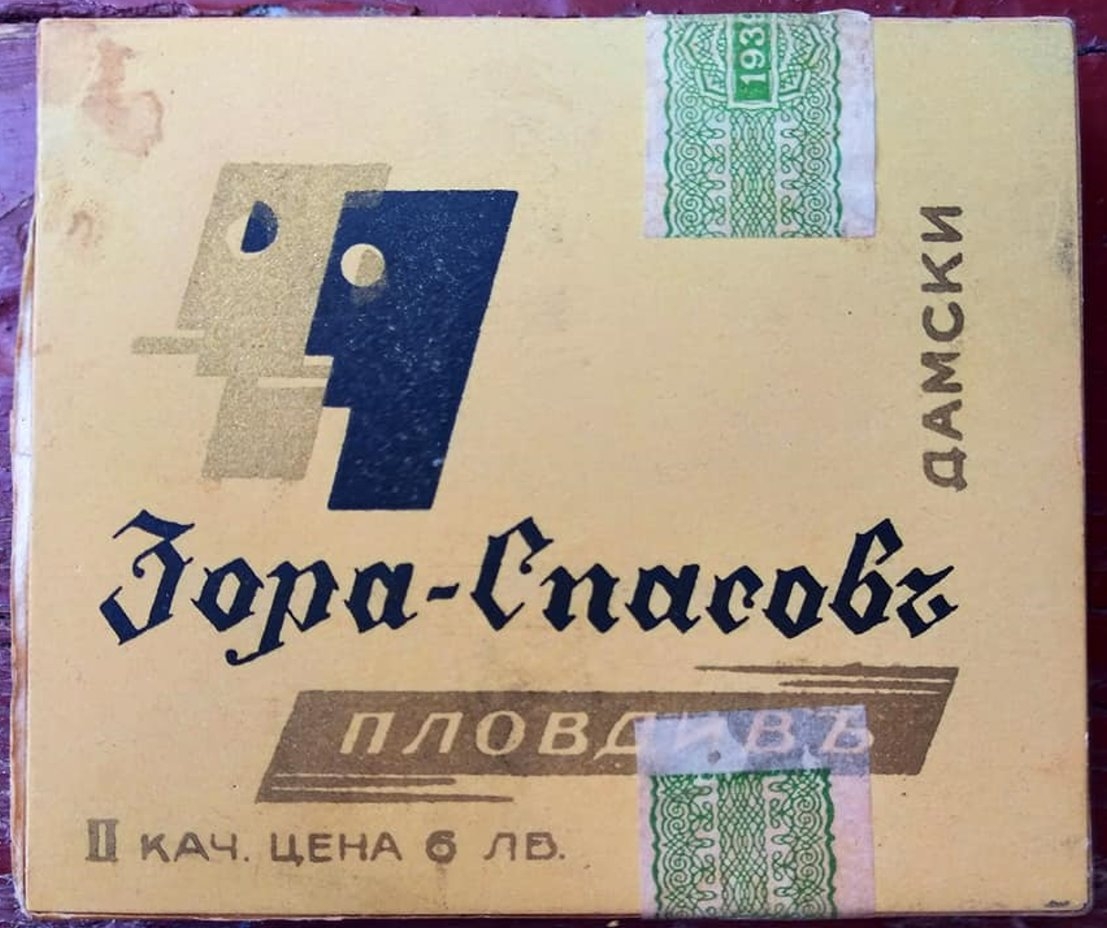 193
ДАМСКИ
Зора-Спасовъ
ПЛОВДИВЪ
II КАЧ. ЦЕНА 6 ЛВ.